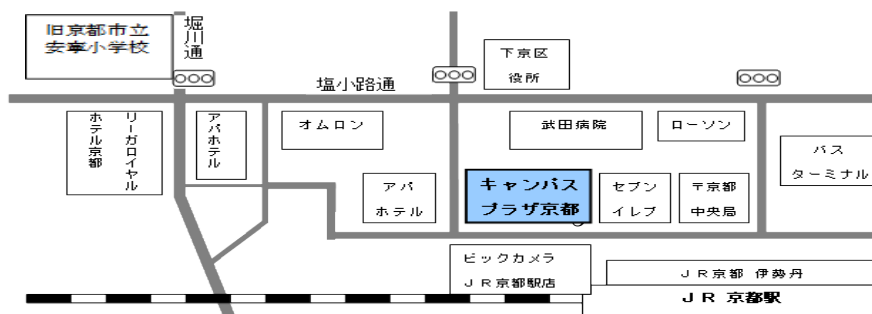 旧京都市立
安寧小学校
堀川通
下京区
役所
塩小路通
リーガロイヤル
ホテル京都
アパホテル
オムロン
武田病院
ローソン
バス
ターミナル
アパ
ホテル
キャンパス
プラザ京都
セブン
イレブ
〒京都
中央局
ビックカメラ
ＪＲ京都駅店
ＪＲ京都 伊勢丹
ＪＲ 京都駅